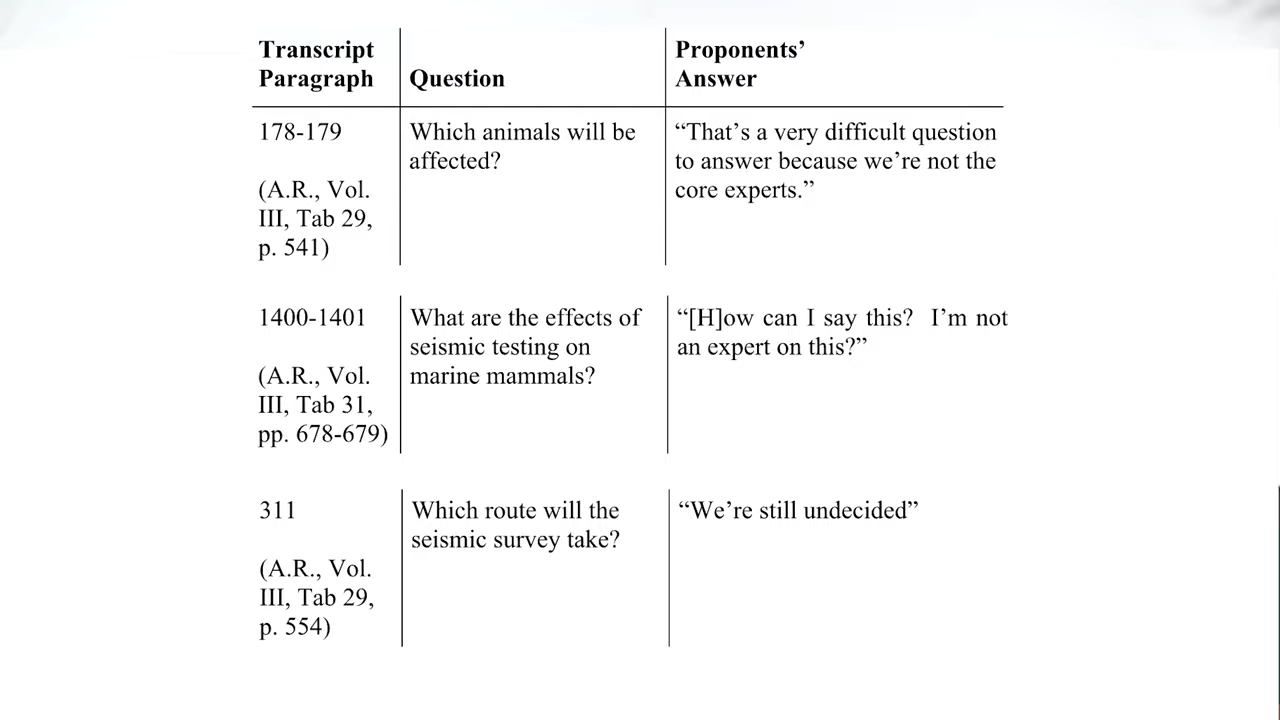 Transcript
Paragraph
Question
Proponents’
Answer
178-179
(A.R., Vol.
III, Tab 29,
p. 541)
Which animals will be
affected?
“That’s a very difficult question
to answer because we’re not the
core experts.”
1400-1401
(A.R., Vol.
III, Tab 31,
pp. 678-679)
What are the effects of
seismic testing on
marine mammals?
“[H]ow can I say this? I’m not
an expert on this?”
311
(A.R., Vol.
III, Tab 29,
p. 554)
Which route will the
seismic survey take?
“We’re still undecided”